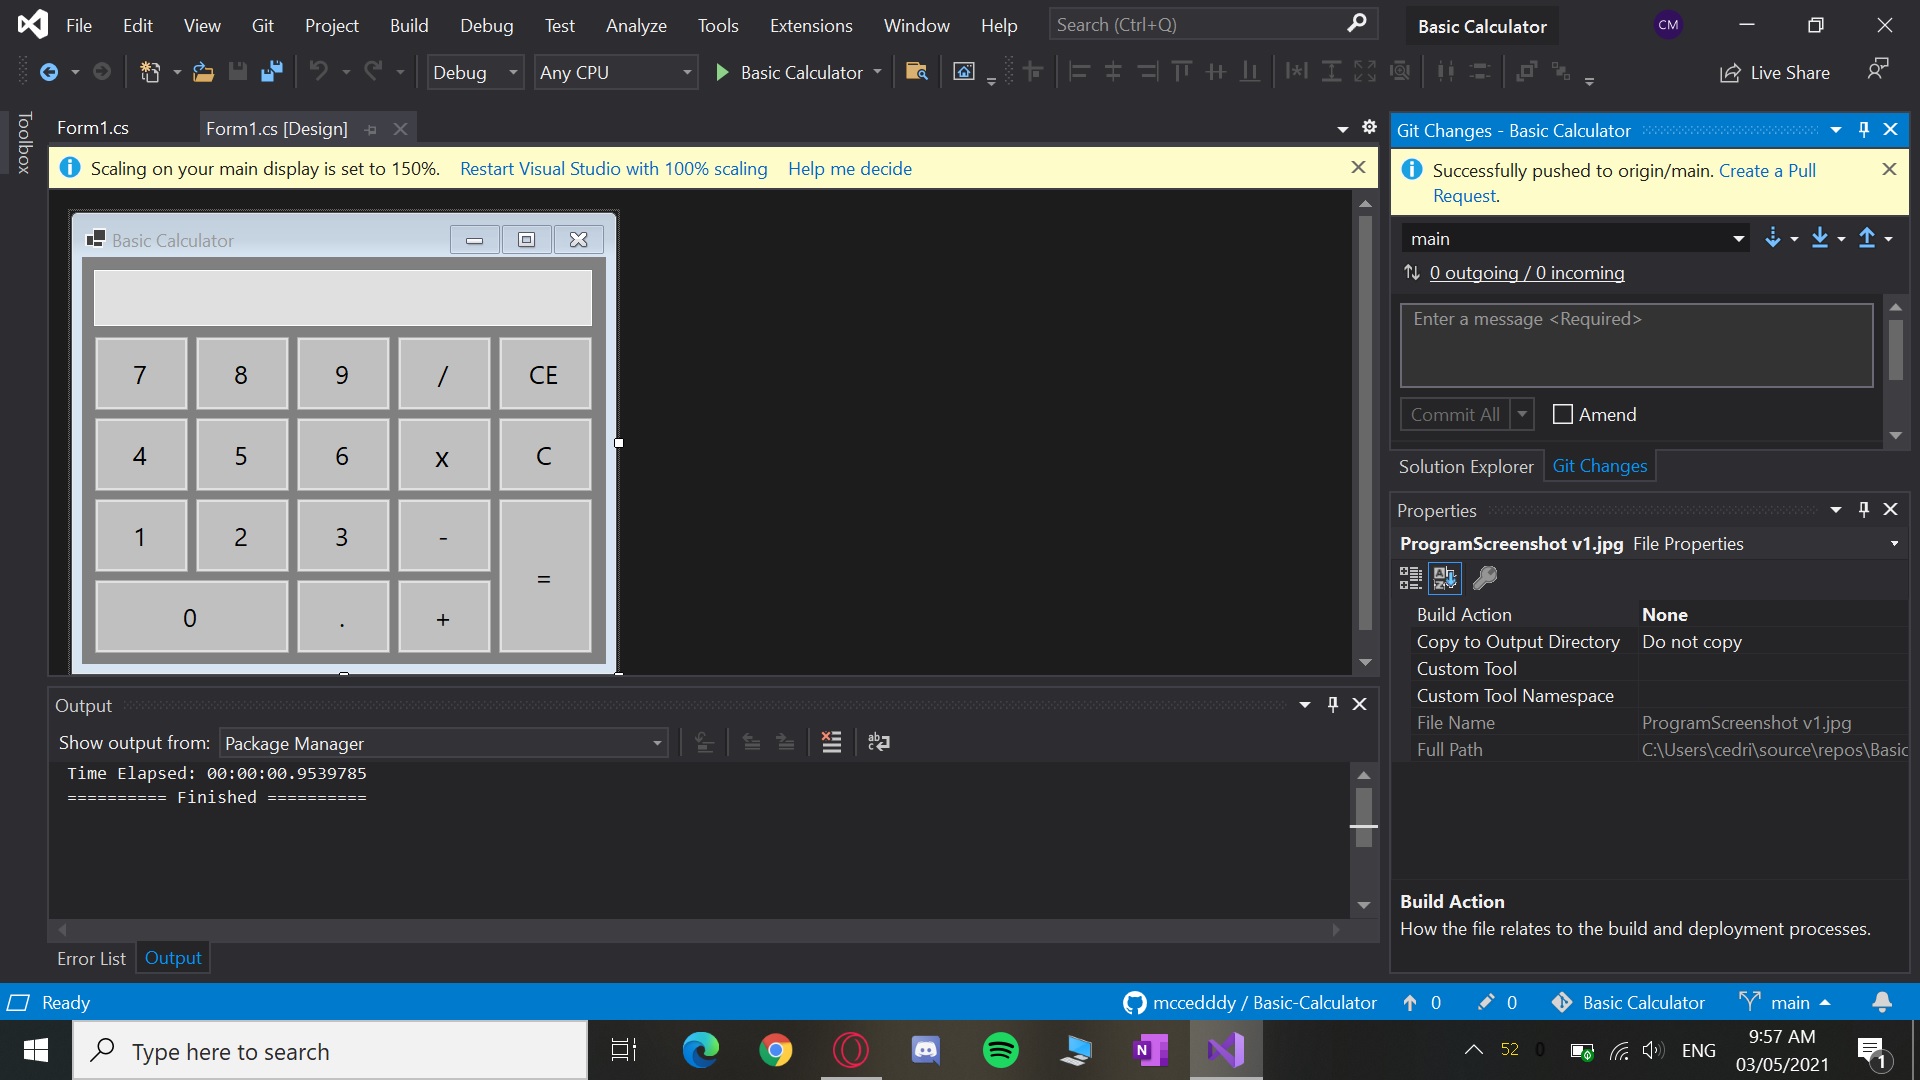 File Edit View Git Project Build Debug Test Analyze Tools Extensions Window Help Search (Ctrl+Q) Basic Calculator CM
Debug Any CPU Basic Calculator Live Share
Toolbox
Form1.cs Form1.cs [Design]
Scaling on your main display is set to 150%. Restart Visual Studio with 100% scaling Help me decide
Basic Calculator
7 8 9 / CE
4 5 6 x C
1 2 3 -
=
0 . +
Output
Show output from: Package Manager
Time Elapsed: 00:00:00.9539785
========== Finished ==========
Error List Output
Git Changes - Basic Calculator
Successfully pushed to origin/main. Create a Pull
Request.
main
0 outgoing / 0 incoming
Enter a message <Required>
Commit All Amend
Solution Explorer Git Changes
Properties
ProgramScreenshot v1.jpg File Properties
Build Action None
Copy to Output Directory Do not copy
Custom Tool
Custom Tool Namespace
File Name ProgramScreenshot v1.jpg
Full Path C:\Users\cedri\source\repos\Basic
Build Action
How the file relates to the build and deployment processes.
Ready mccedddy / Basic-Calculator 0 0 Basic Calculator main
Type here to search 52 0 ENG 9:57 AM
03/05/2021 1